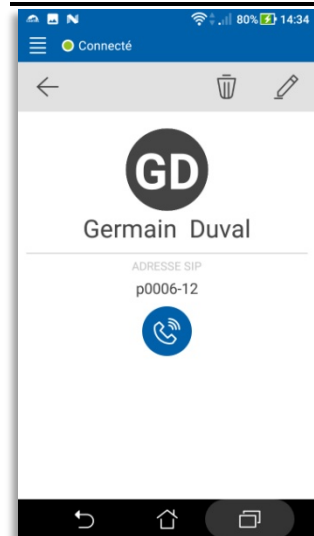 80% 14:34
Connecté
GD
Germain Duval
ADRESSE SIP
p0006-12